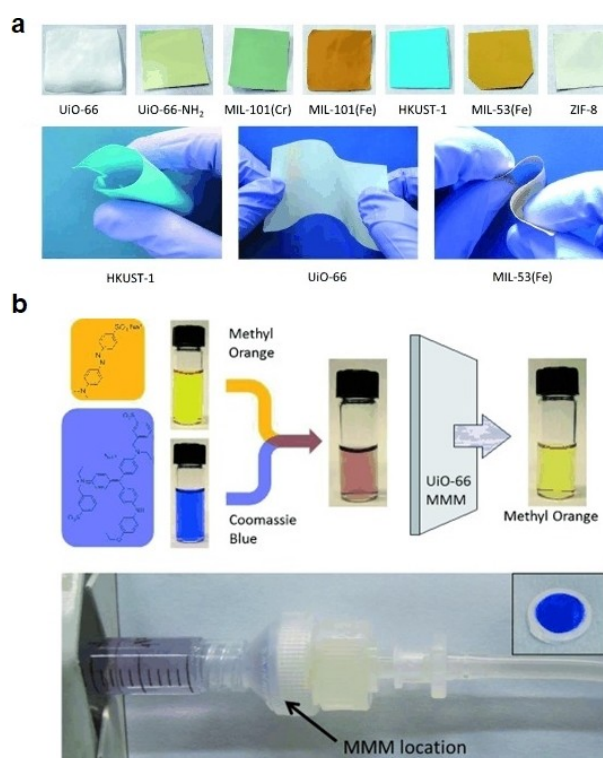 a
UiO-66 UiO-66-NH₂ MIL-101(Cr) MIL-101(Fe) HKUST-1 MIL-53(Fe) ZIF-8
HKUST-1 UiO-66 MIL-53(Fe)
b
Methyl
Orange
Coomassie
Blue
UiO-66
MMM
Methyl Orange
MMM location